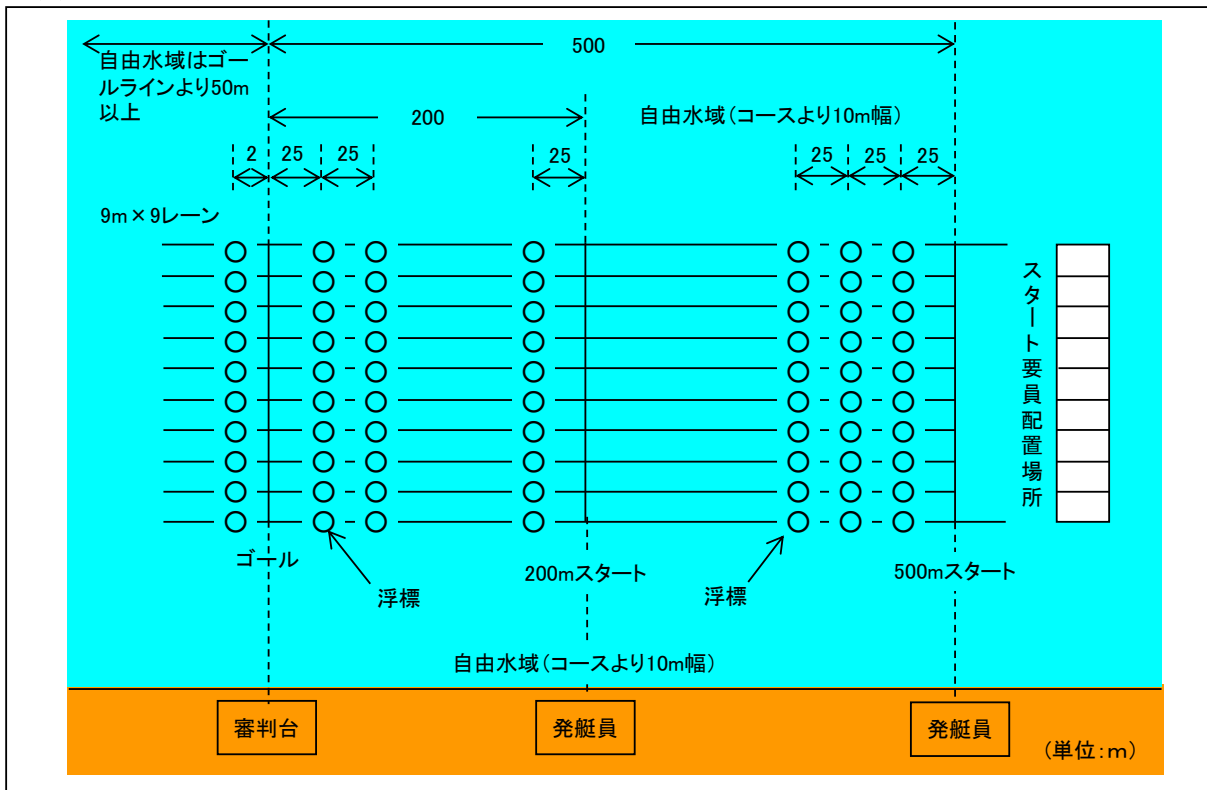 500
自由水域はゴー
ルラインより50m
以上
200
自由水域(コースより10m幅)
2
25
25
25
25
25
25
9m×9レーン
スタート要員配置場所
ゴール
200mスタート
500mスタート
浮標
浮標
自由水域(コースより10m幅)
審判台
発艇員
発艇員
(単位:m)